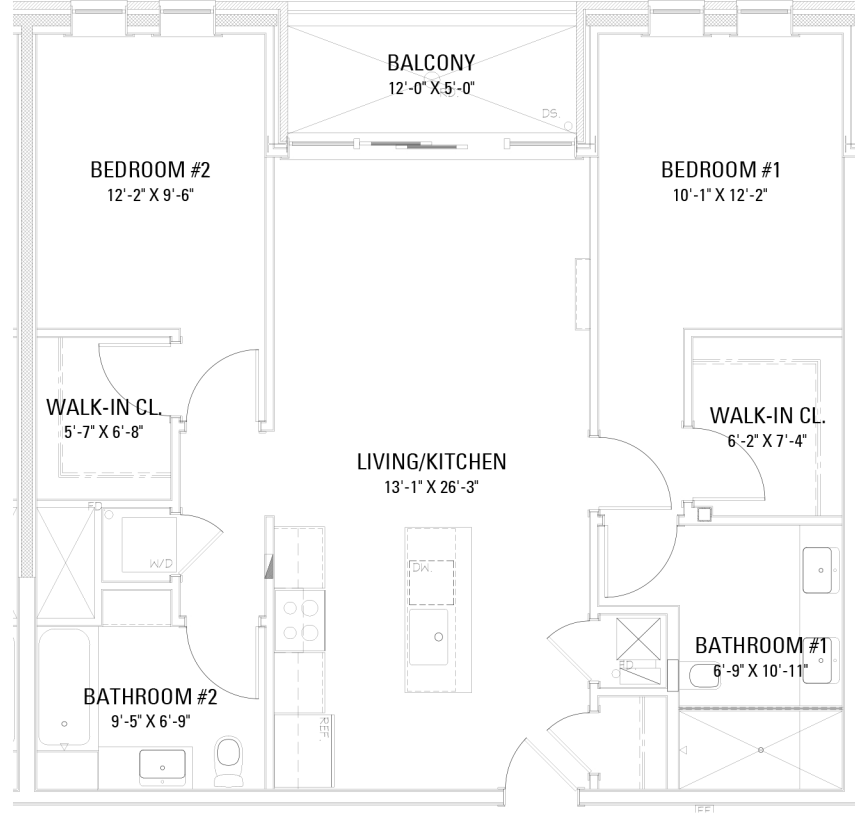 BALCONY
12'-0" X 5'-0"
DS.
BEDROOM #2
12'-2" X 9'-6"
BEDROOM #1
10'-1" X 12'-2"
WALK-IN CL.
5'-7" X 6'-8"
WALK-IN CL.
6'-2" X 7'-4"
LIVING/KITCHEN
13'-1" X 26'-3"
FD.
W/D
DW.
BATHROOM #1
6'-9" X 10'-11"
BATHROOM #2
9'-5" X 6'-9"
REF.